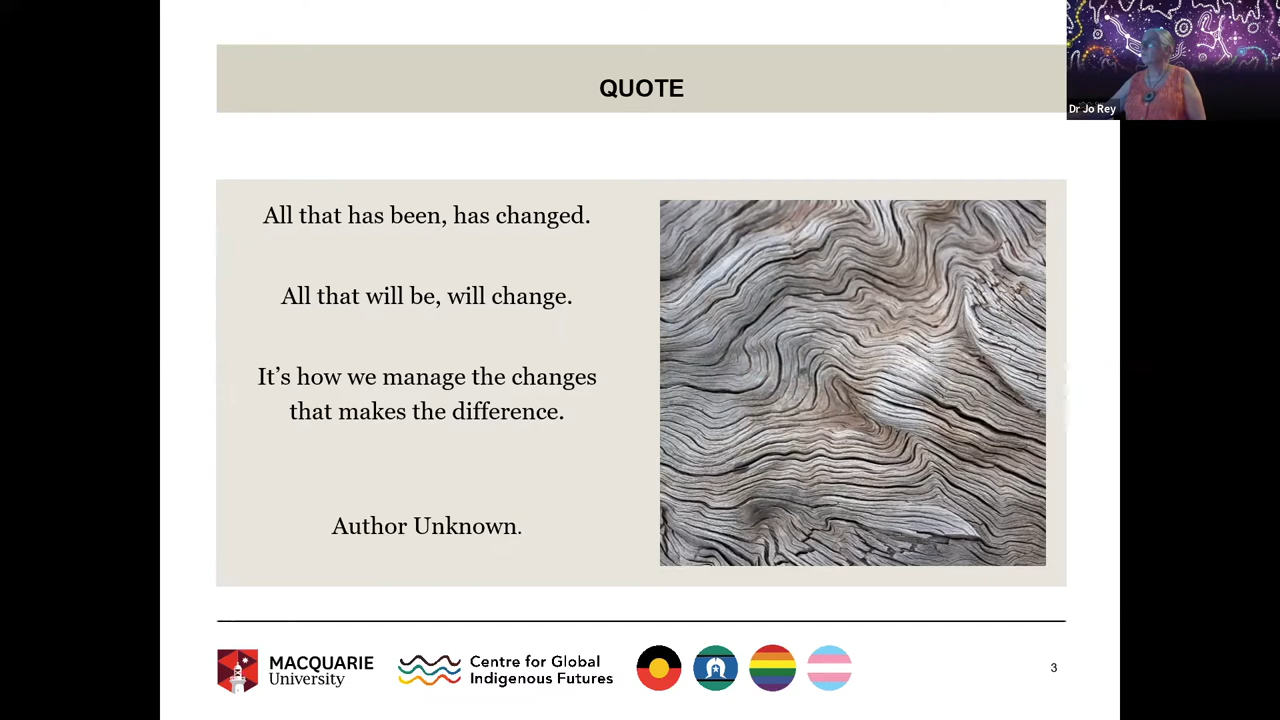 QUOTE
Dr Jo Rey
All that has been, has changed.
All that will be, will change.
It’s how we manage the changes
that makes the difference.
Author Unknown.
MACQUARIE
University
Centre for Global
Indigenous Futures
3